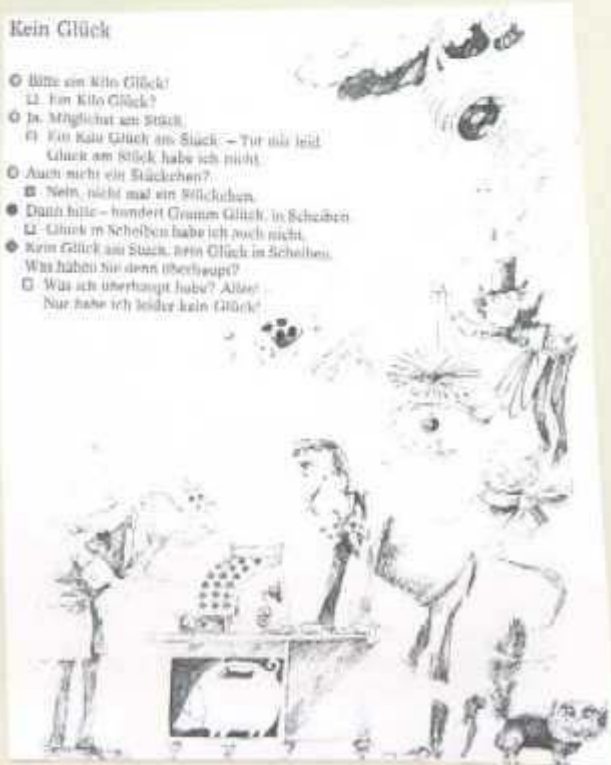 Kein Glück
Bitte ein Kilo Glück!
Ein Kilo Glück?
Ja. Möglichst am Stück.
Ein Kilo Glück am Stück – Tut mir leid.
Glück am Stück habe ich nicht.
Auch nicht ein Stückchen?
Nein, nicht mal ein Stückchen.
Dann bitte – hundert Gramm Glück, in Scheiben.
Glück in Scheiben habe ich auch nicht.
Kein Glück am Stück, kein Glück in Scheiben.
Was haben Sie denn überhaupt?
Was ich überhaupt habe? Alles!
Nur habe ich leider kein Glück!